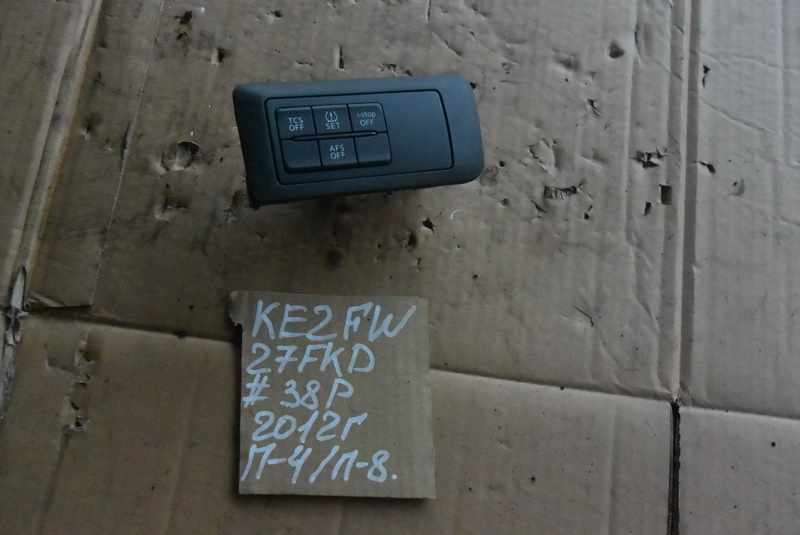 TCS OFF
SET
i-stop OFF
AFS OFF
KE2FW
27FKD
# 38P
2012г
П-4/П-8.